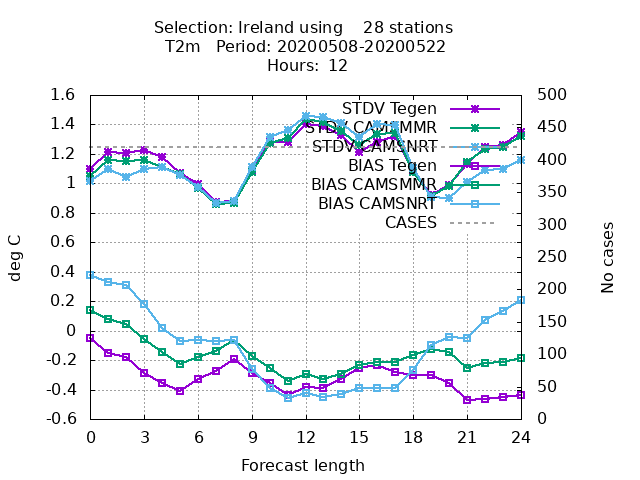 Selection: Ireland using 28 stations
T2m Period: 20200508-20200522
Hours: 12
1.6
1.4
1.2
1
0.8
0.6
0.4
0.2
0
-0.2
-0.4
-0.6
deg C
500
450
400
350
300
250
200
150
100
50
0
No cases
STDV Tegen
STDV CAMSMMR
STDV CAMSNRT
BIAS Tegen
BIAS CAMSMMR
BIAS CAMSNRT
CASES
0 3 6 9 12 15 18 21 24
Forecast length